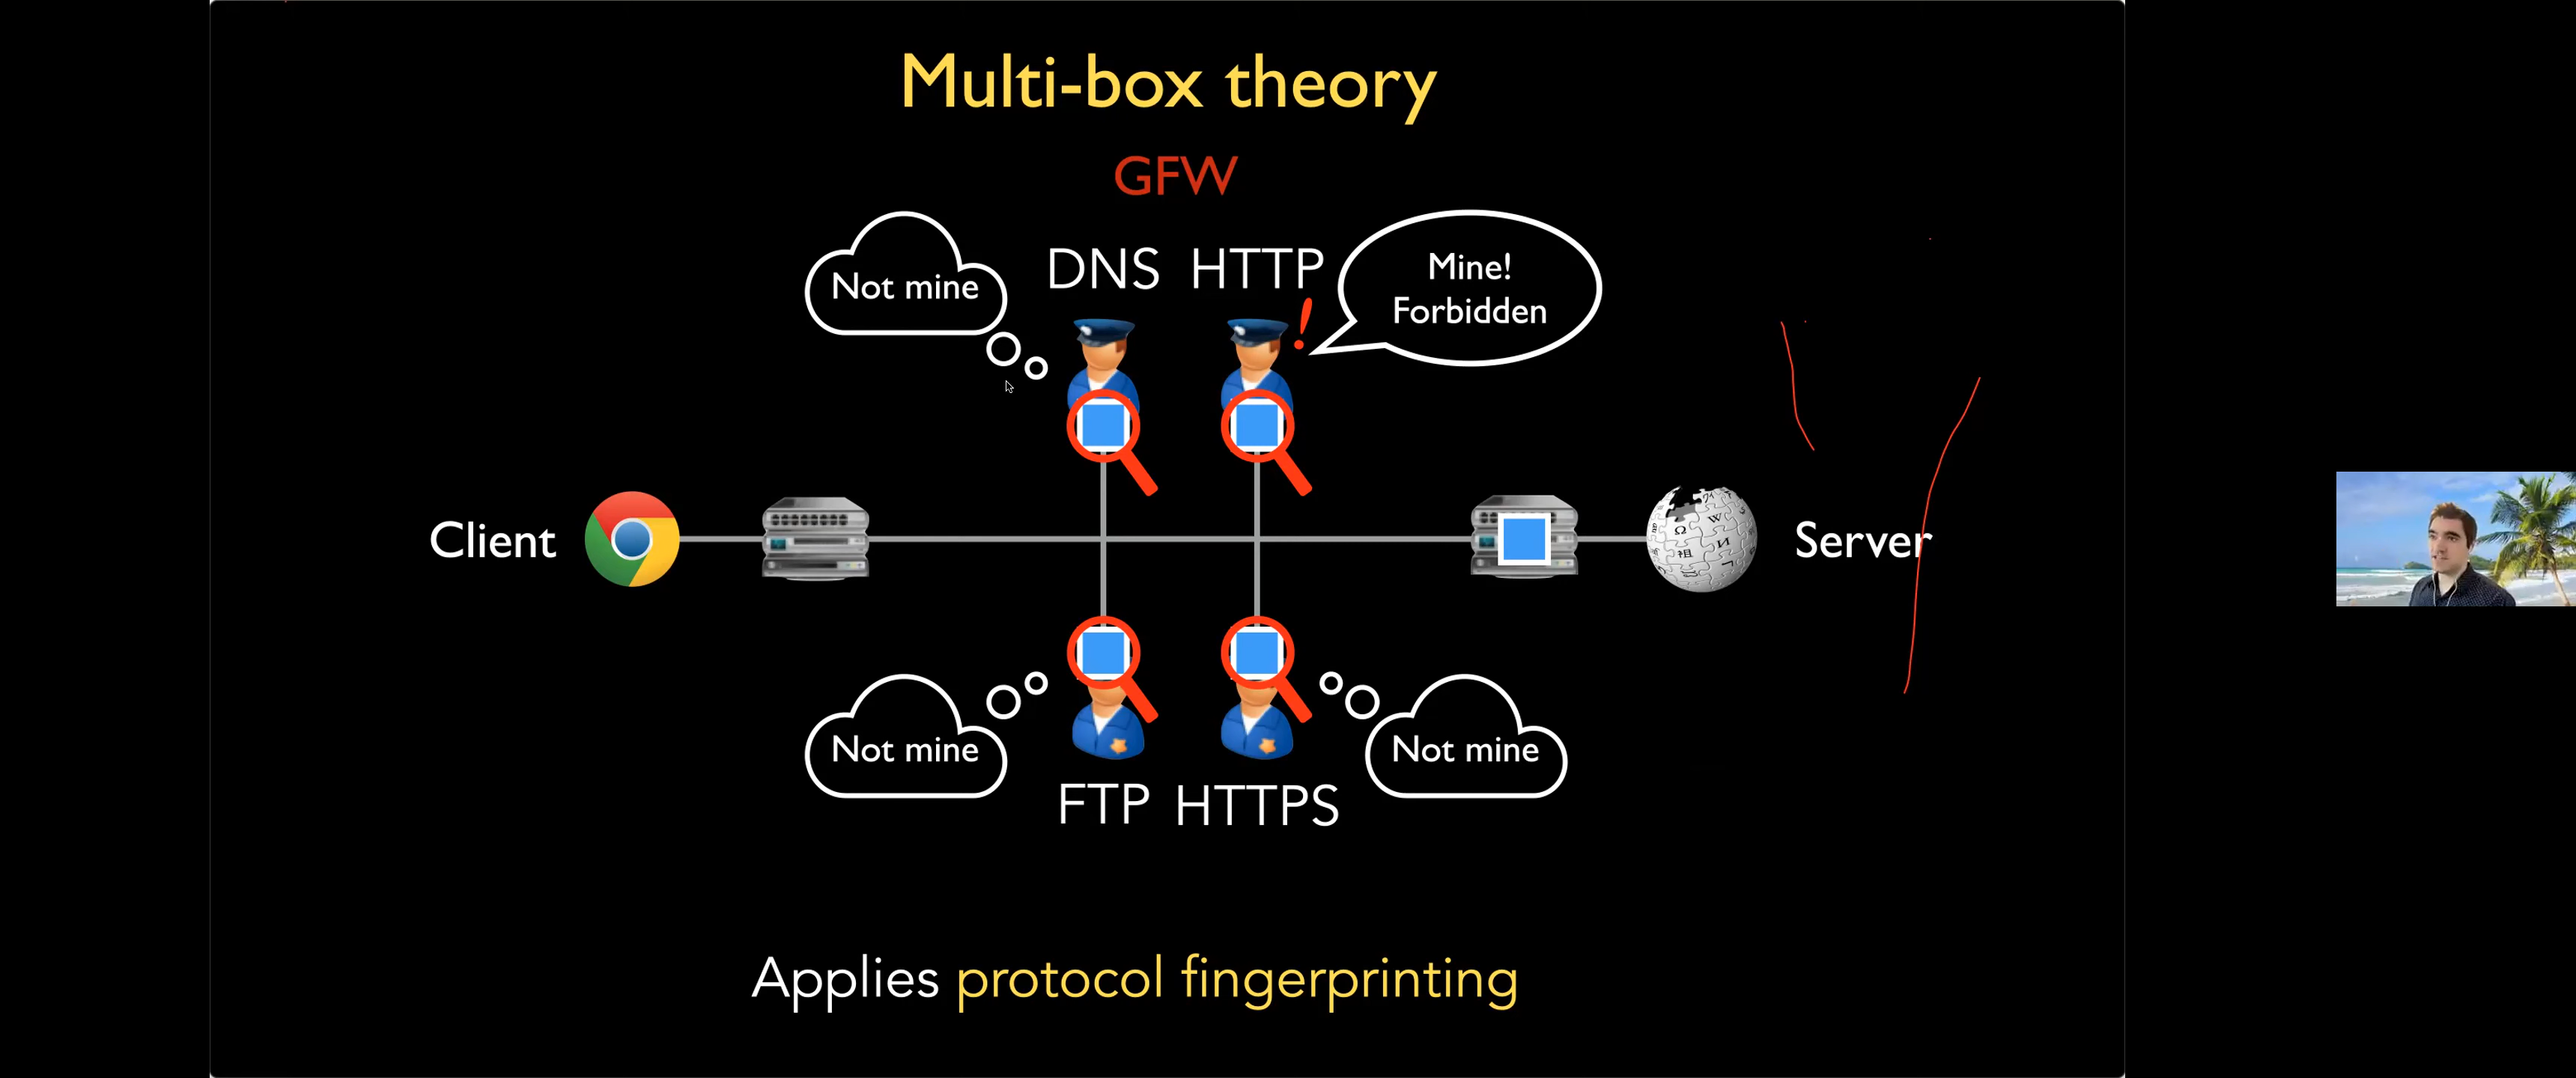 Multi-box theory
GFW
DNS HTTP
Not mine
Mine!
Forbidden
Client
Server
Not mine
Not mine
FTP HTTPS
Applies protocol fingerprinting